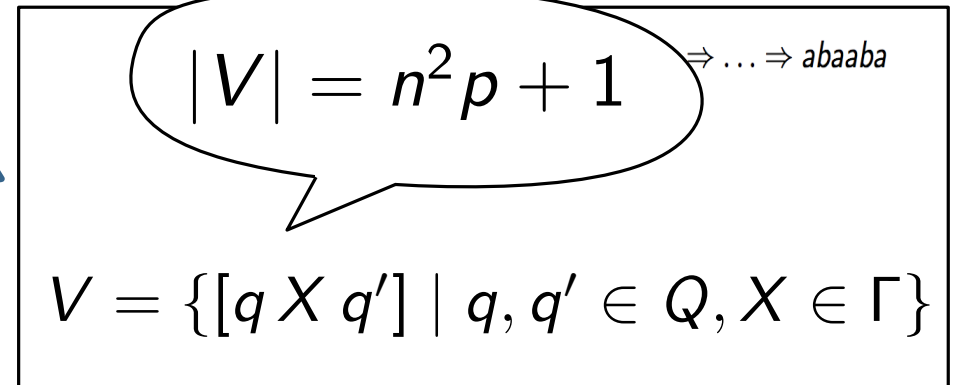 |V| = n²p + 1
⇒ … ⇒ abaaba
V = {[q X q′] | q, q′ ∈ Q, X ∈ Γ}